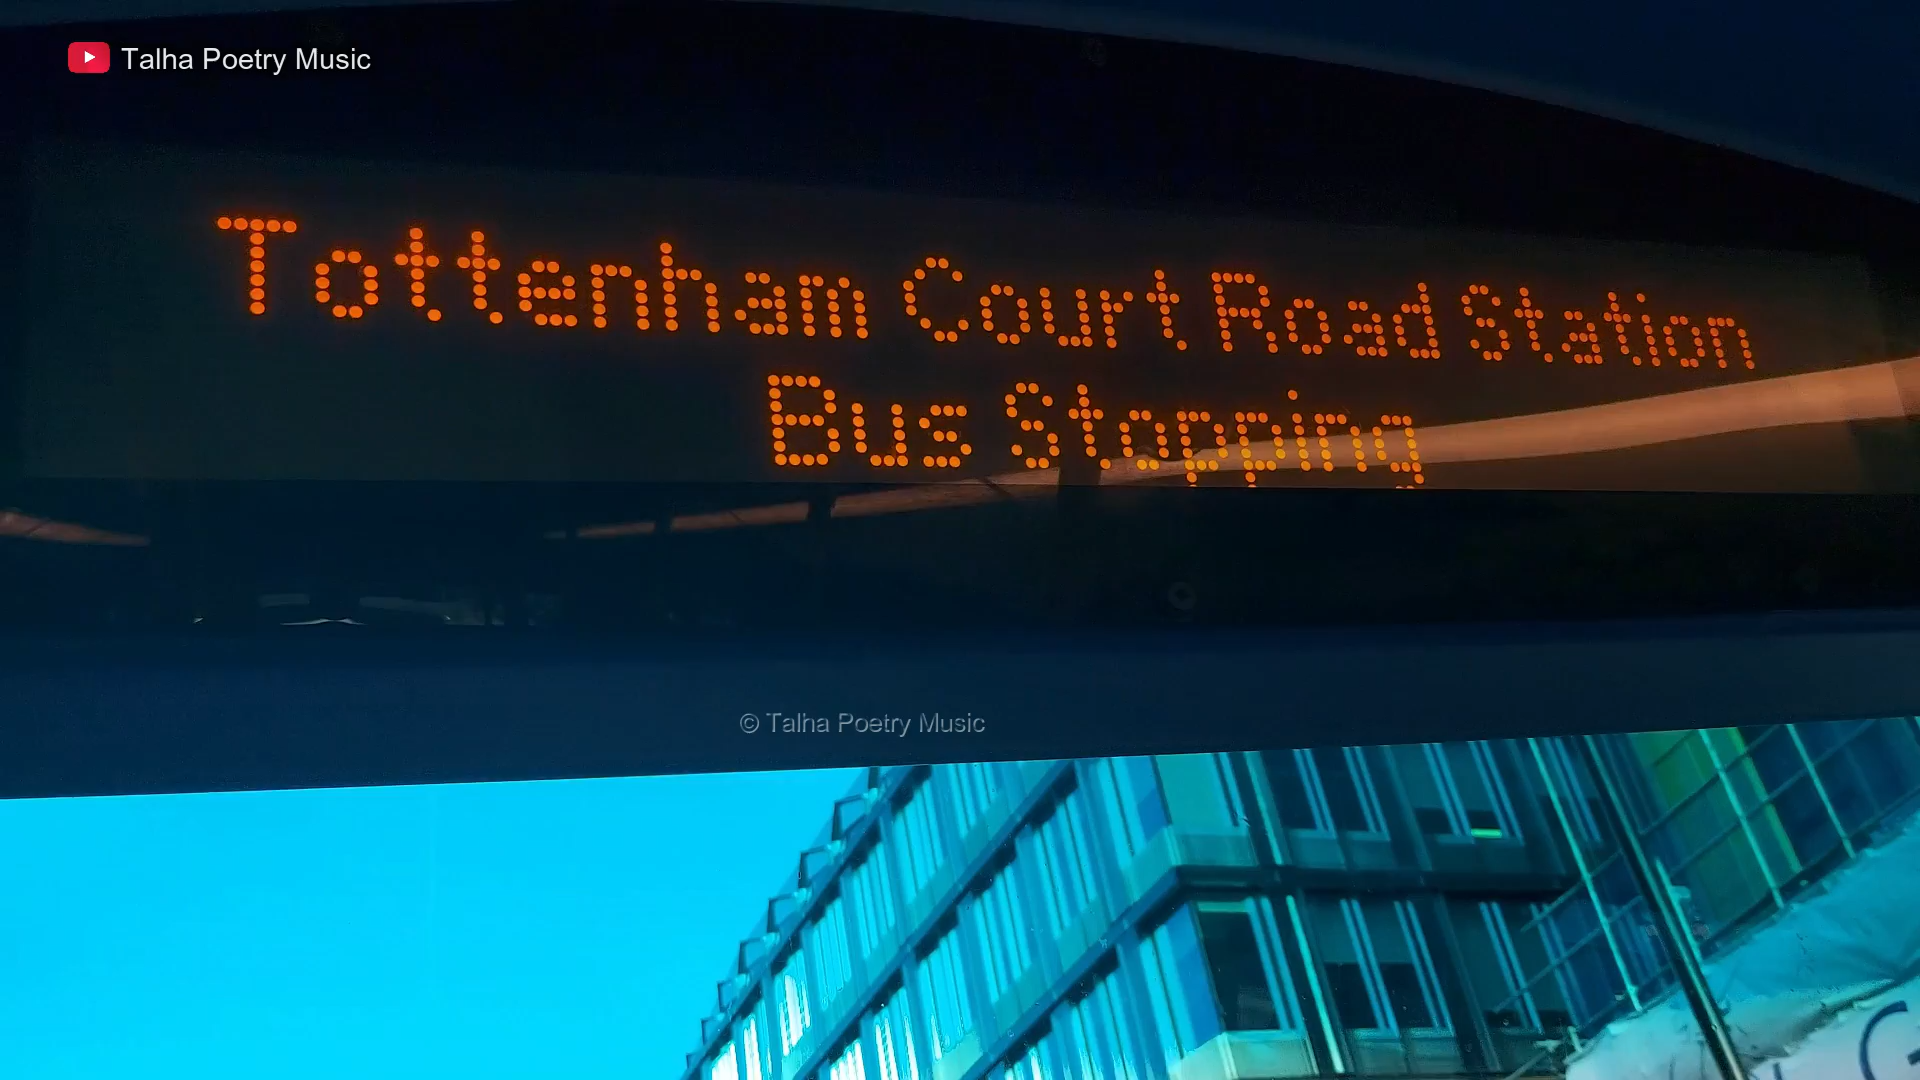 Talha Poetry Music
Tottenham Court Road Station
Bus Stopping
© Talha Poetry Music
G